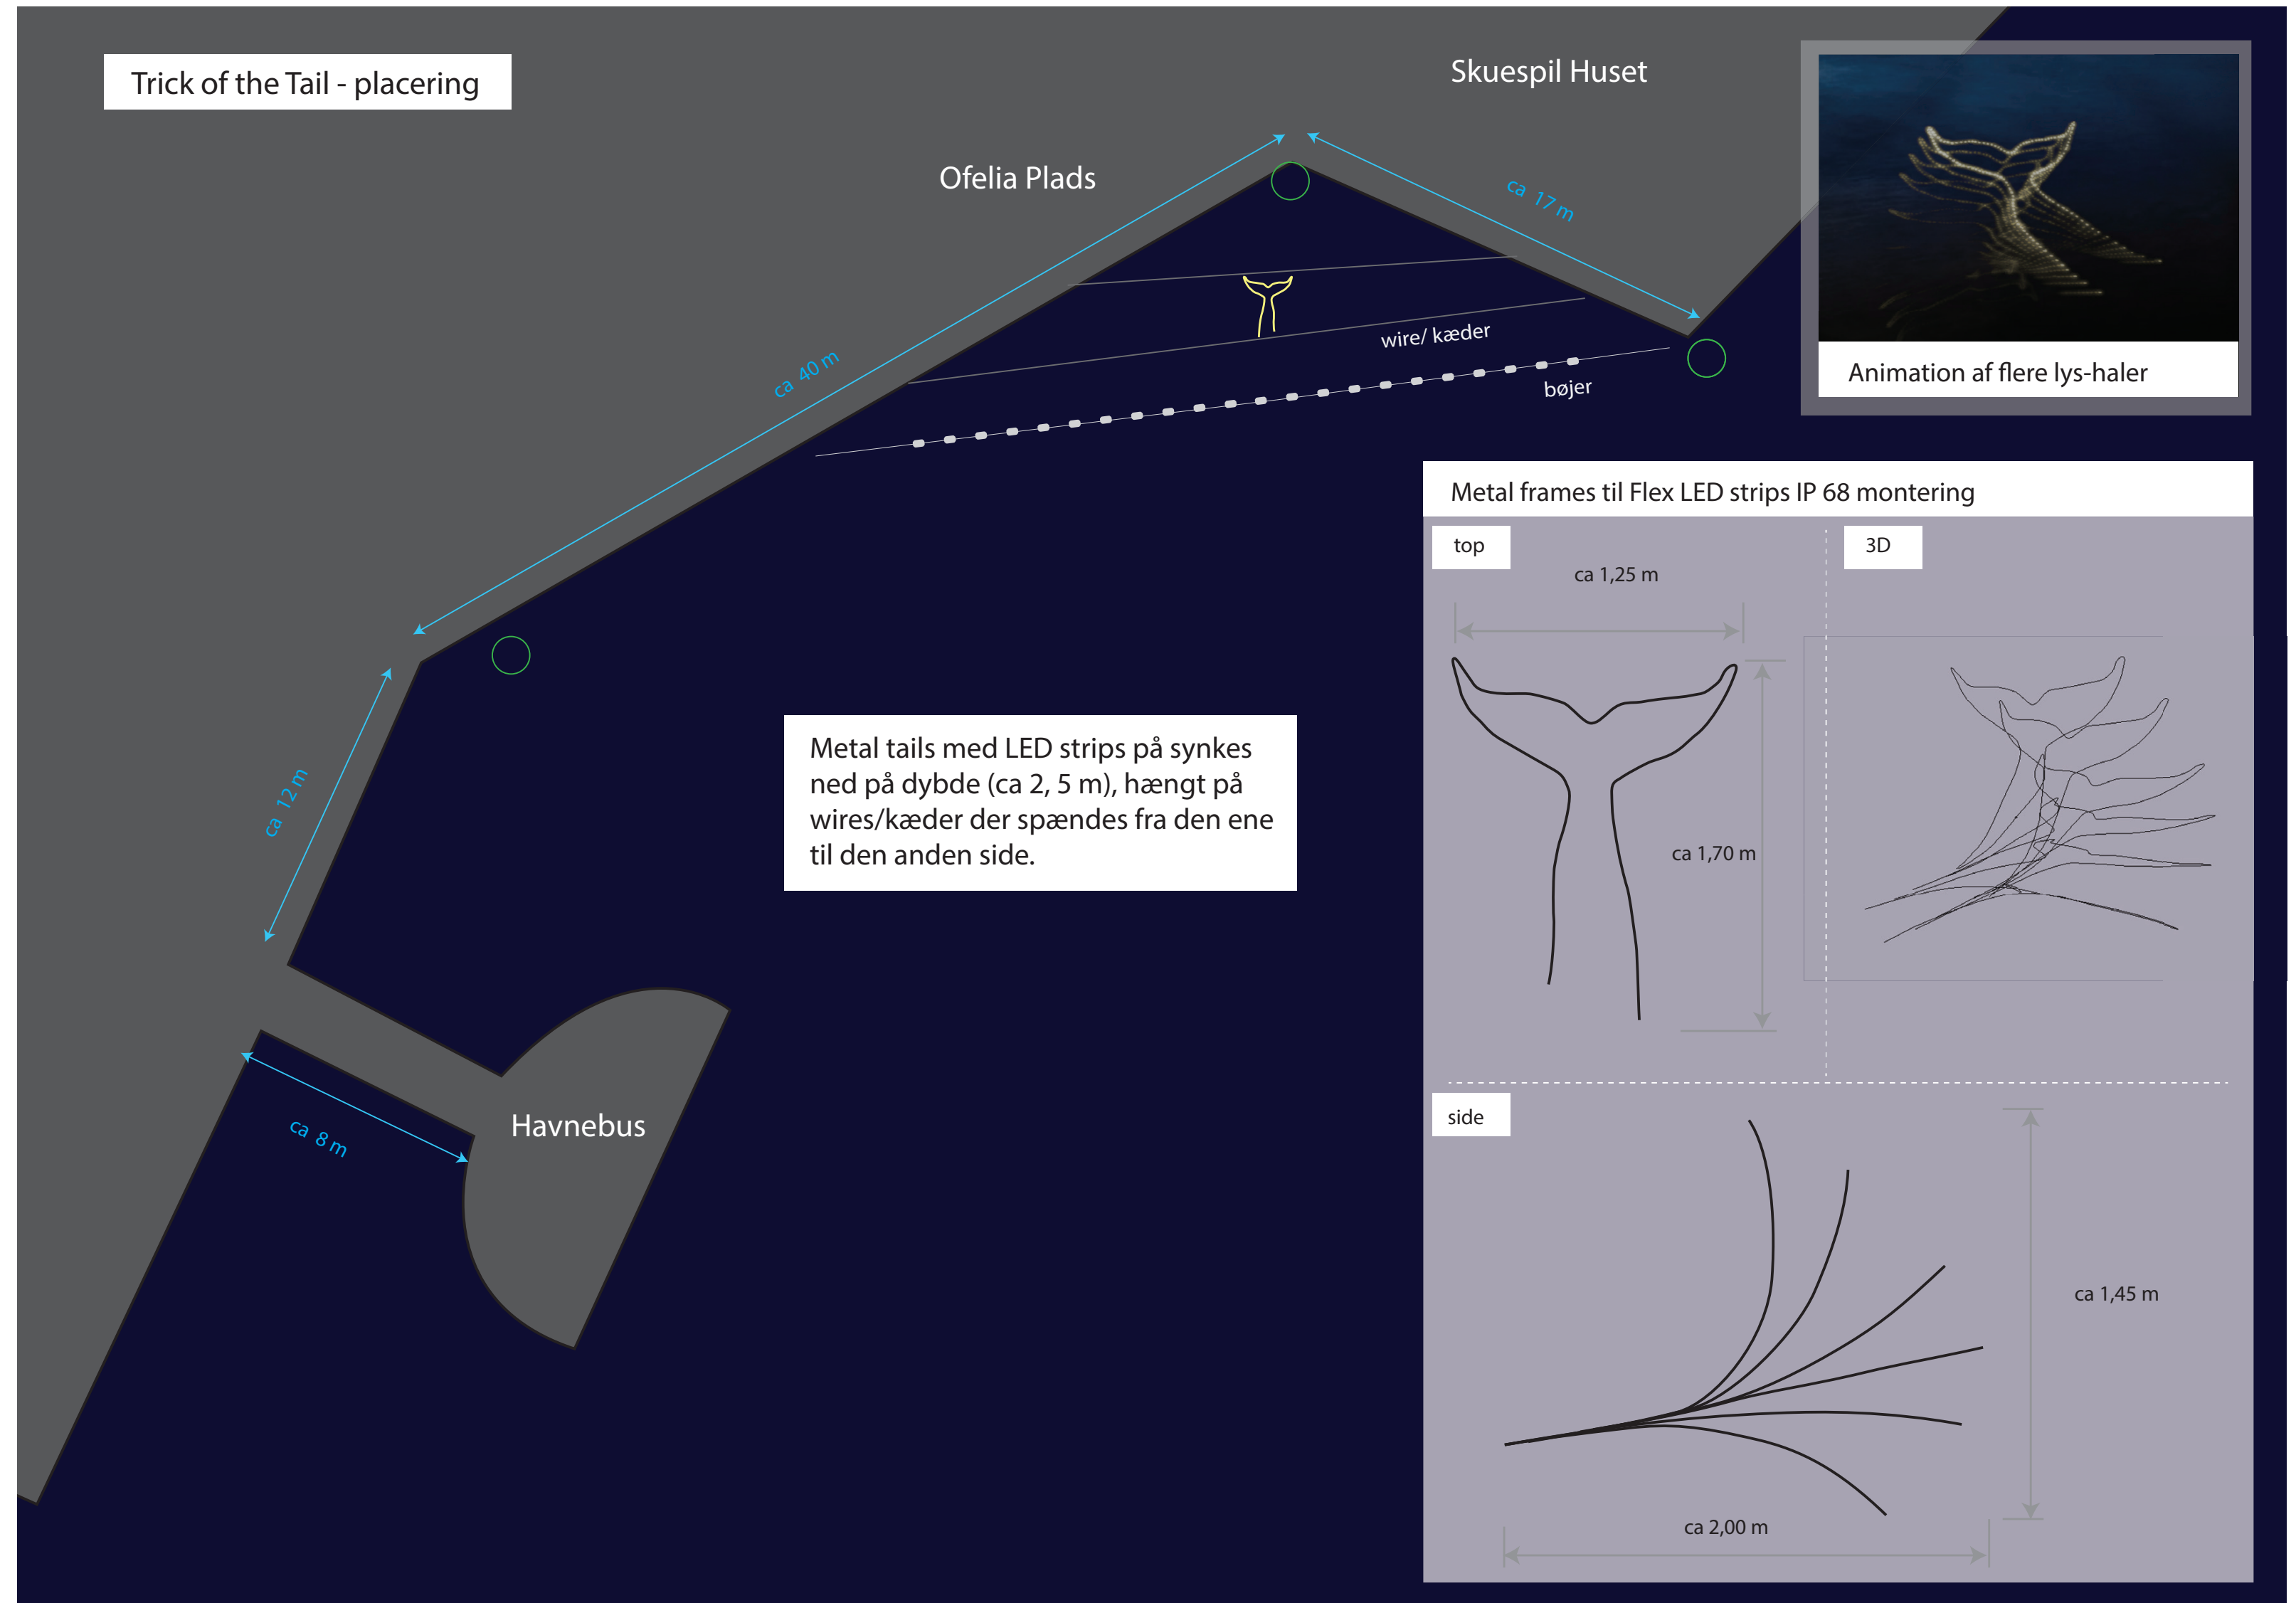 Trick of the Tail - placering
Skuespil Huset
Ofelia Plads
ca 17 m
ca 40 m
wire/ kæder
bøjer
ca 12 m
Havnebus
ca 8 m
Metal tails med LED strips på synkes
ned på dybde (ca 2, 5 m), hængt på
wires/kæder der spændes fra den ene
til den anden side.
Animation af flere lys-haler
Metal frames til Flex LED strips IP 68 montering
top
3D
ca 1,25 m
ca 1,70 m
side
ca 1,45 m
ca 2,00 m